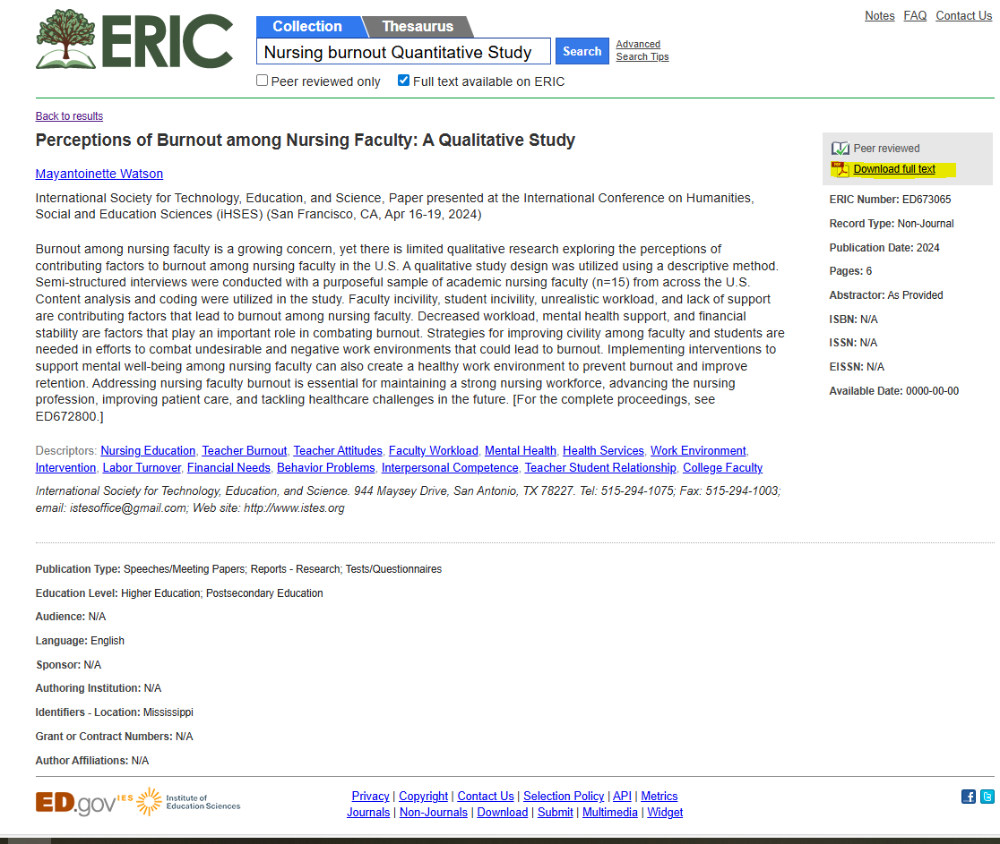 ERIC
Collection
Thesaurus
Notes FAQ Contact Us
Nursing burnout Quantitative Study
Search
Advanced
Search Tips
Peer reviewed only
Full text available on ERIC
Back to results
Perceptions of Burnout among Nursing Faculty: A Qualitative Study
Mayantoinette Watson
International Society for Technology, Education, and Science, Paper presented at the International Conference on Humanities,
Social and Education Sciences (iHSES) (San Francisco, CA, Apr 16-19, 2024)
Burnout among nursing faculty is a growing concern, yet there is limited qualitative research exploring the perceptions of
contributing factors to burnout among nursing faculty in the U.S. A qualitative study design was utilized using a descriptive method.
Semi-structured interviews were conducted with a purposeful sample of academic nursing faculty (n=15) from across the U.S.
Content analysis and coding were utilized in the study. Faculty incivility, student incivility, unrealistic workload, and lack of support
are contributing factors that lead to burnout among nursing faculty. Decreased workload, mental health support, and financial
stability are factors that play an important role in combating burnout. Strategies for improving civility among faculty and students are
needed in efforts to combat undesirable and negative work environments that could lead to burnout. Implementing interventions to
support mental well-being among nursing faculty can also create a healthy work environment to prevent burnout and improve
retention. Addressing nursing faculty burnout is essential for maintaining a strong nursing workforce, advancing the nursing
profession, improving patient care, and tackling healthcare challenges in the future. [For the complete proceedings, see
ED672800.]
Descriptors: Nursing Education, Teacher Burnout, Teacher Attitudes, Faculty Workload, Mental Health, Health Services, Work Environment,
Intervention, Labor Turnover, Financial Needs, Behavior Problems, Interpersonal Competence, Teacher Student Relationship, College Faculty
International Society for Technology, Education, and Science. 944 Maysey Drive, San Antonio, TX 78227. Tel: 515-294-1075; Fax: 515-294-1003;
email: istesoffice@gmail.com; Web site: http://www.istes.org
Peer reviewed
PDF
Download full text
ERIC Number: ED673065
Record Type: Non-Journal
Publication Date: 2024
Pages: 6
Abstractor: As Provided
ISBN: N/A
ISSN: N/A
EISSN: N/A
Available Date: 0000-00-00
Publication Type: Speeches/Meeting Papers; Reports - Research; Tests/Questionnaires
Education Level: Higher Education; Postsecondary Education
Audience: N/A
Language: English
Sponsor: N/A
Authoring Institution: N/A
Identifiers - Location: Mississippi
Grant or Contract Numbers: N/A
Author Affiliations: N/A
ED.gov
IES
Institute of
Education Sciences
Privacy | Copyright | Contact Us | Selection Policy | API | Metrics
Journals | Non-Journals | Download | Submit | Multimedia | Widget